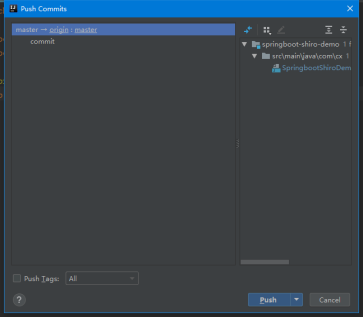 Push Commits
master → origin : master
commit
springboot-shiro-demo 1 f
src\main\java\com\cx 1
SpringbootShiroDem
Push Tags: All
? Push Cancel